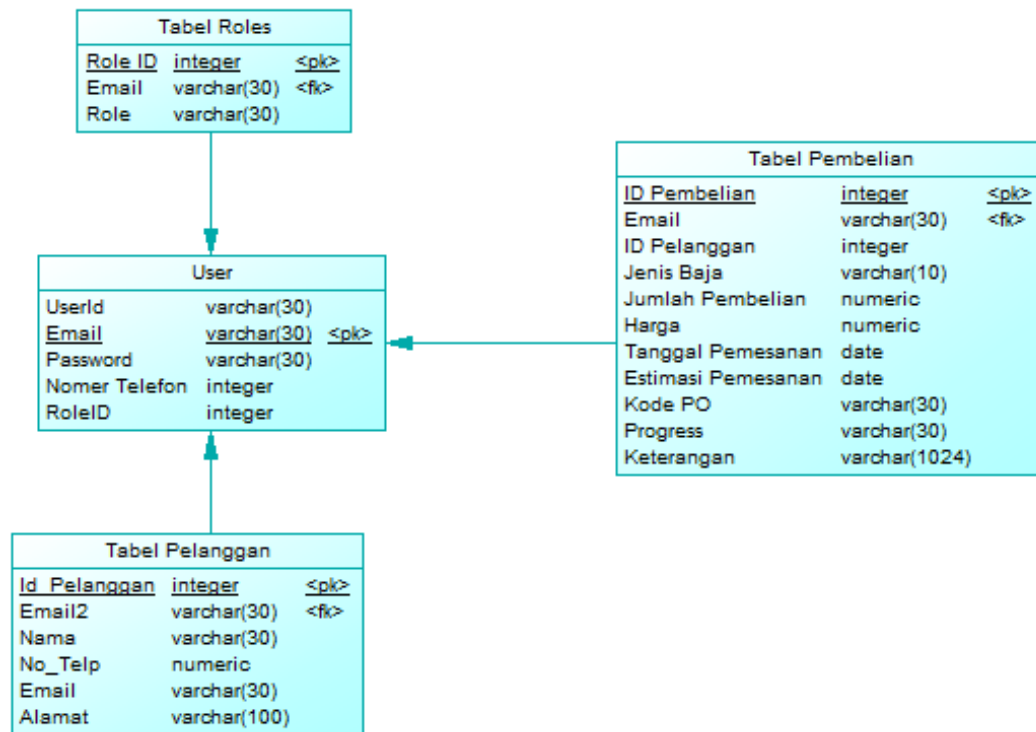 Tabel Roles
Role ID integer <pk>
Email varchar(30) <fk>
Role varchar(30)
User
UserId varchar(30)
Email varchar(30) <pk>
Password varchar(30)
Nomer Telefon integer
RoleID integer
Tabel Pembelian
ID Pembelian integer <pk>
Email varchar(30) <fk>
ID Pelanggan integer
Jenis Baja varchar(10)
Jumlah Pembelian numeric
Harga numeric
Tanggal Pemesanan date
Estimasi Pemesanan date
Kode PO varchar(30)
Progress varchar(30)
Keterangan varchar(1024)
Tabel Pelanggan
Id_Pelanggan integer <pk>
Email2 varchar(30) <fk>
Nama varchar(30)
No_Telp numeric
Email varchar(30)
Alamat varchar(100)